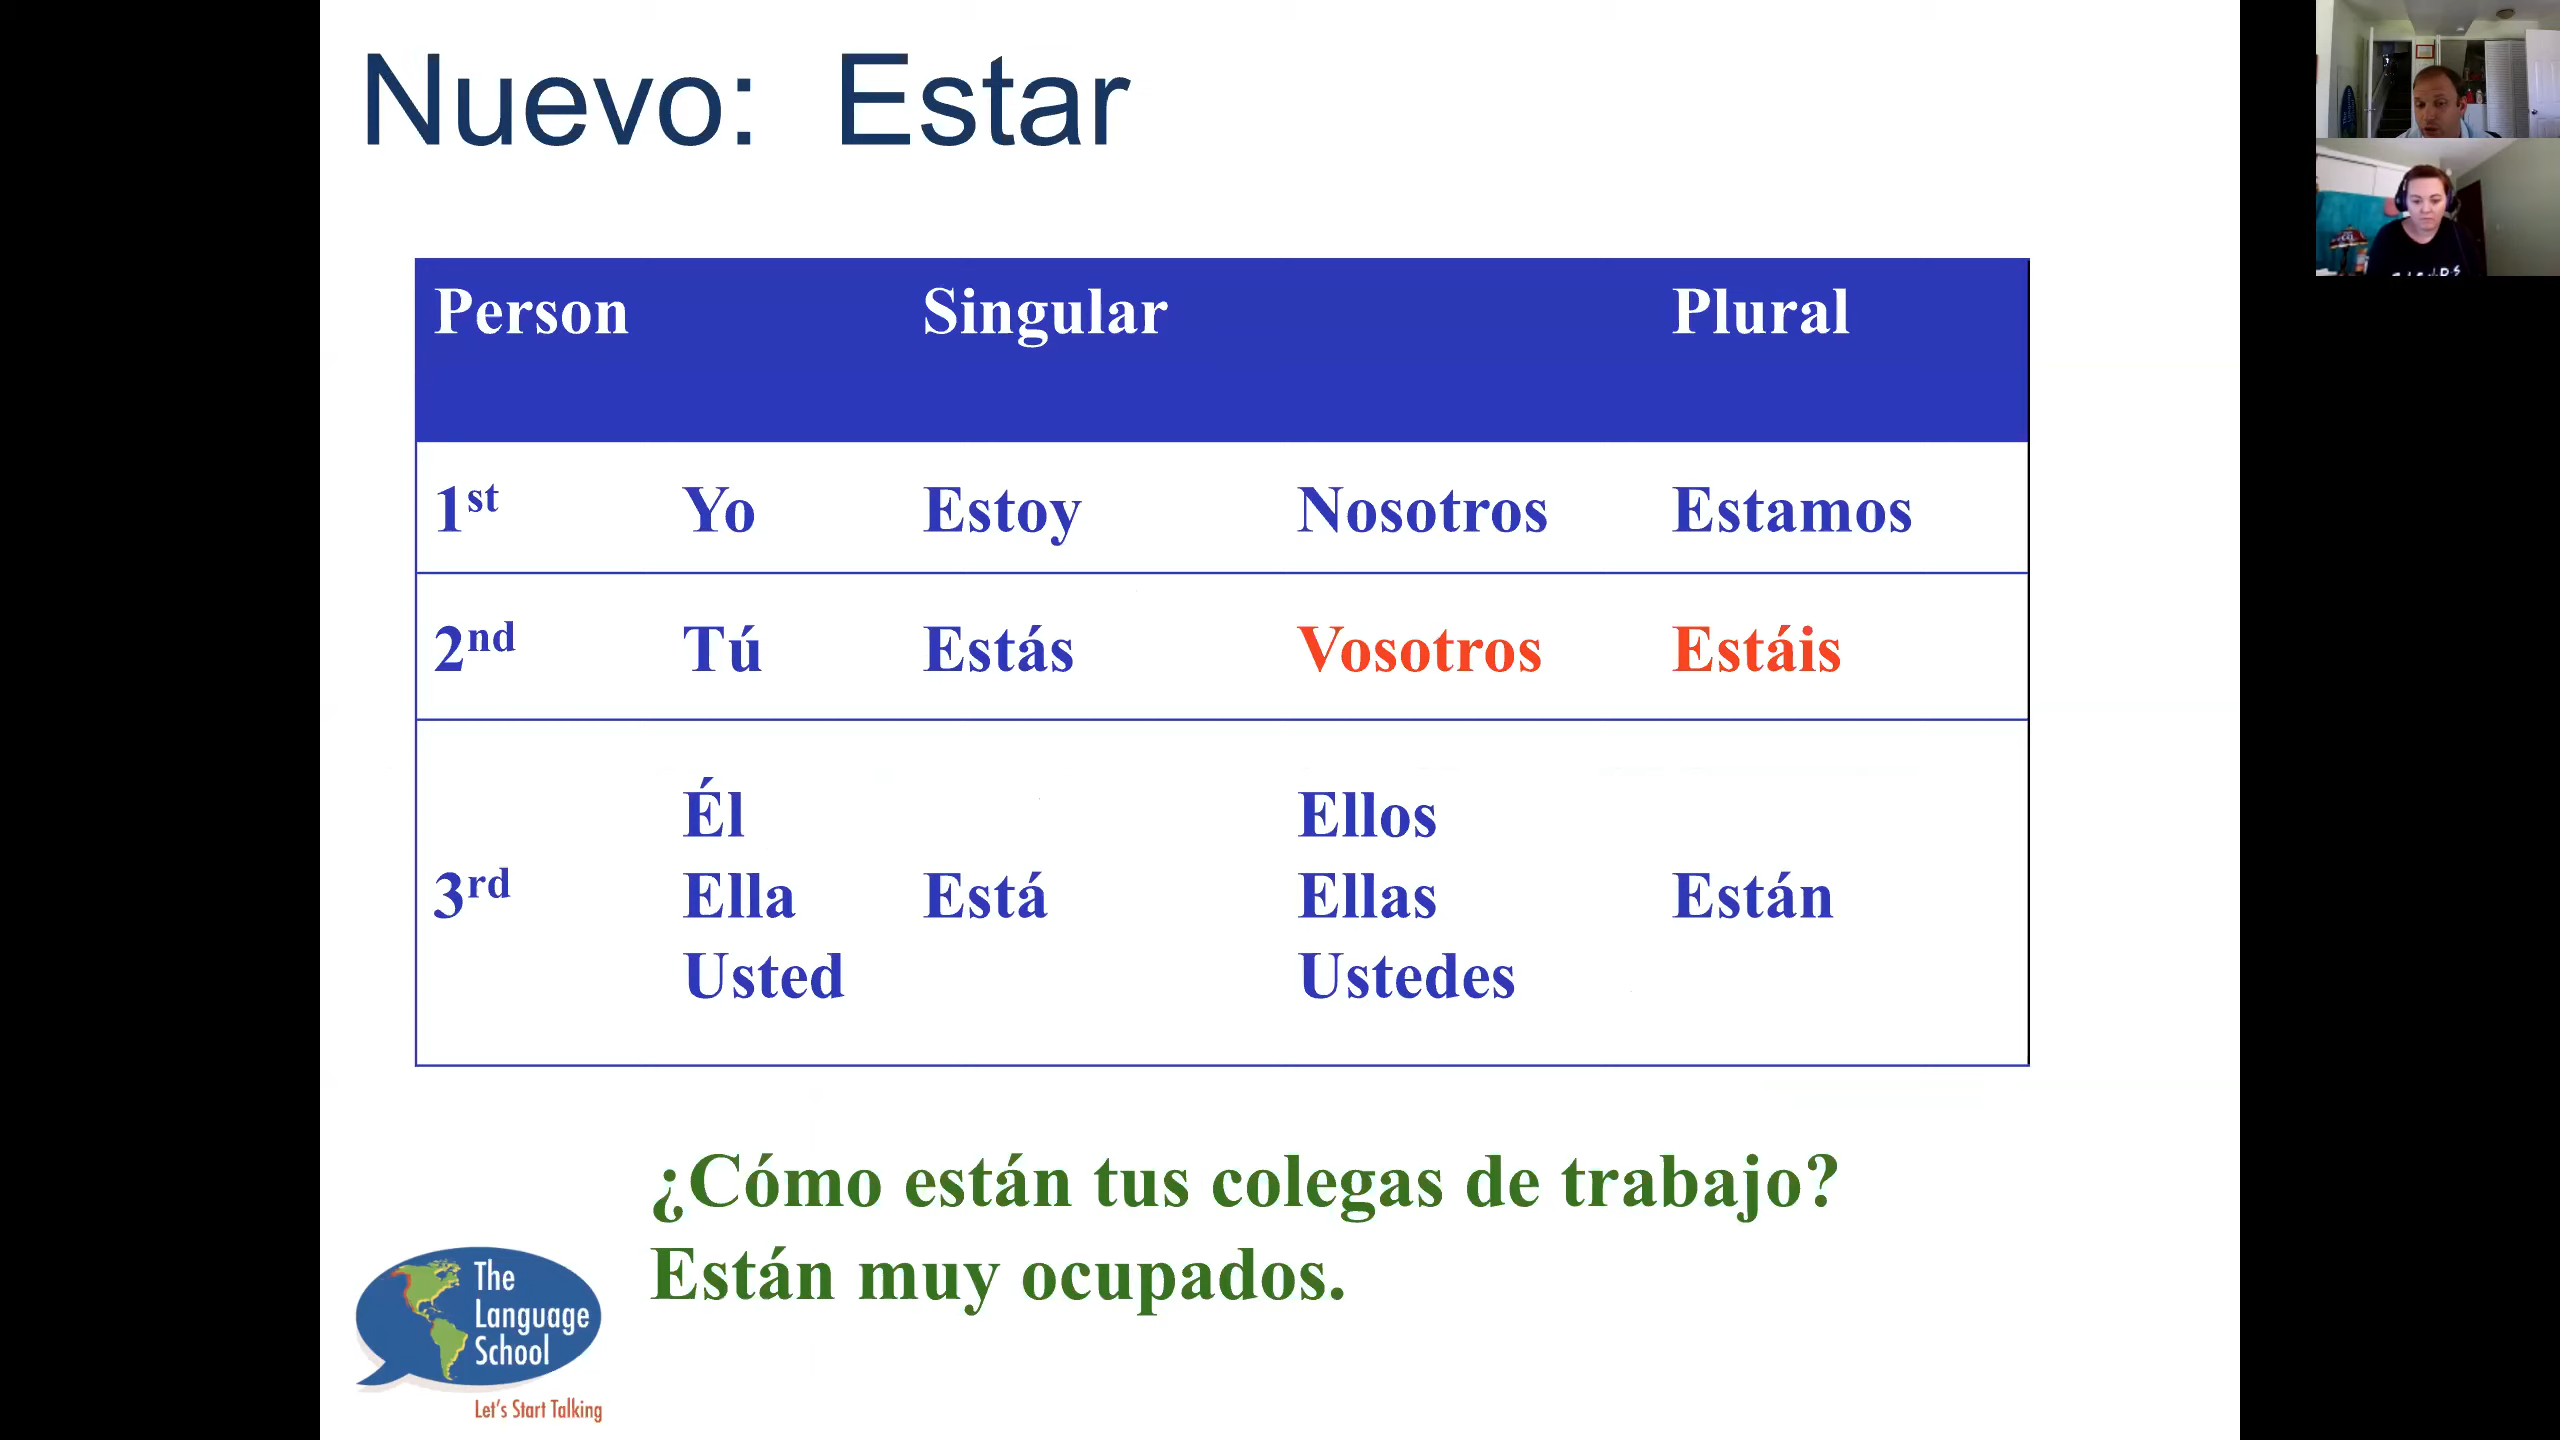 Nuevo: Estar
Person Singular Plural
1st Yo Estoy Nosotros Estamos
2nd Tú Estás Vosotros Estáis
Él Ellos
3rd Ella Está Ellas Están
Usted Ustedes
¿Cómo están tus colegas de trabajo?
Están muy ocupados.
The
Language
School
Let's Start Talking